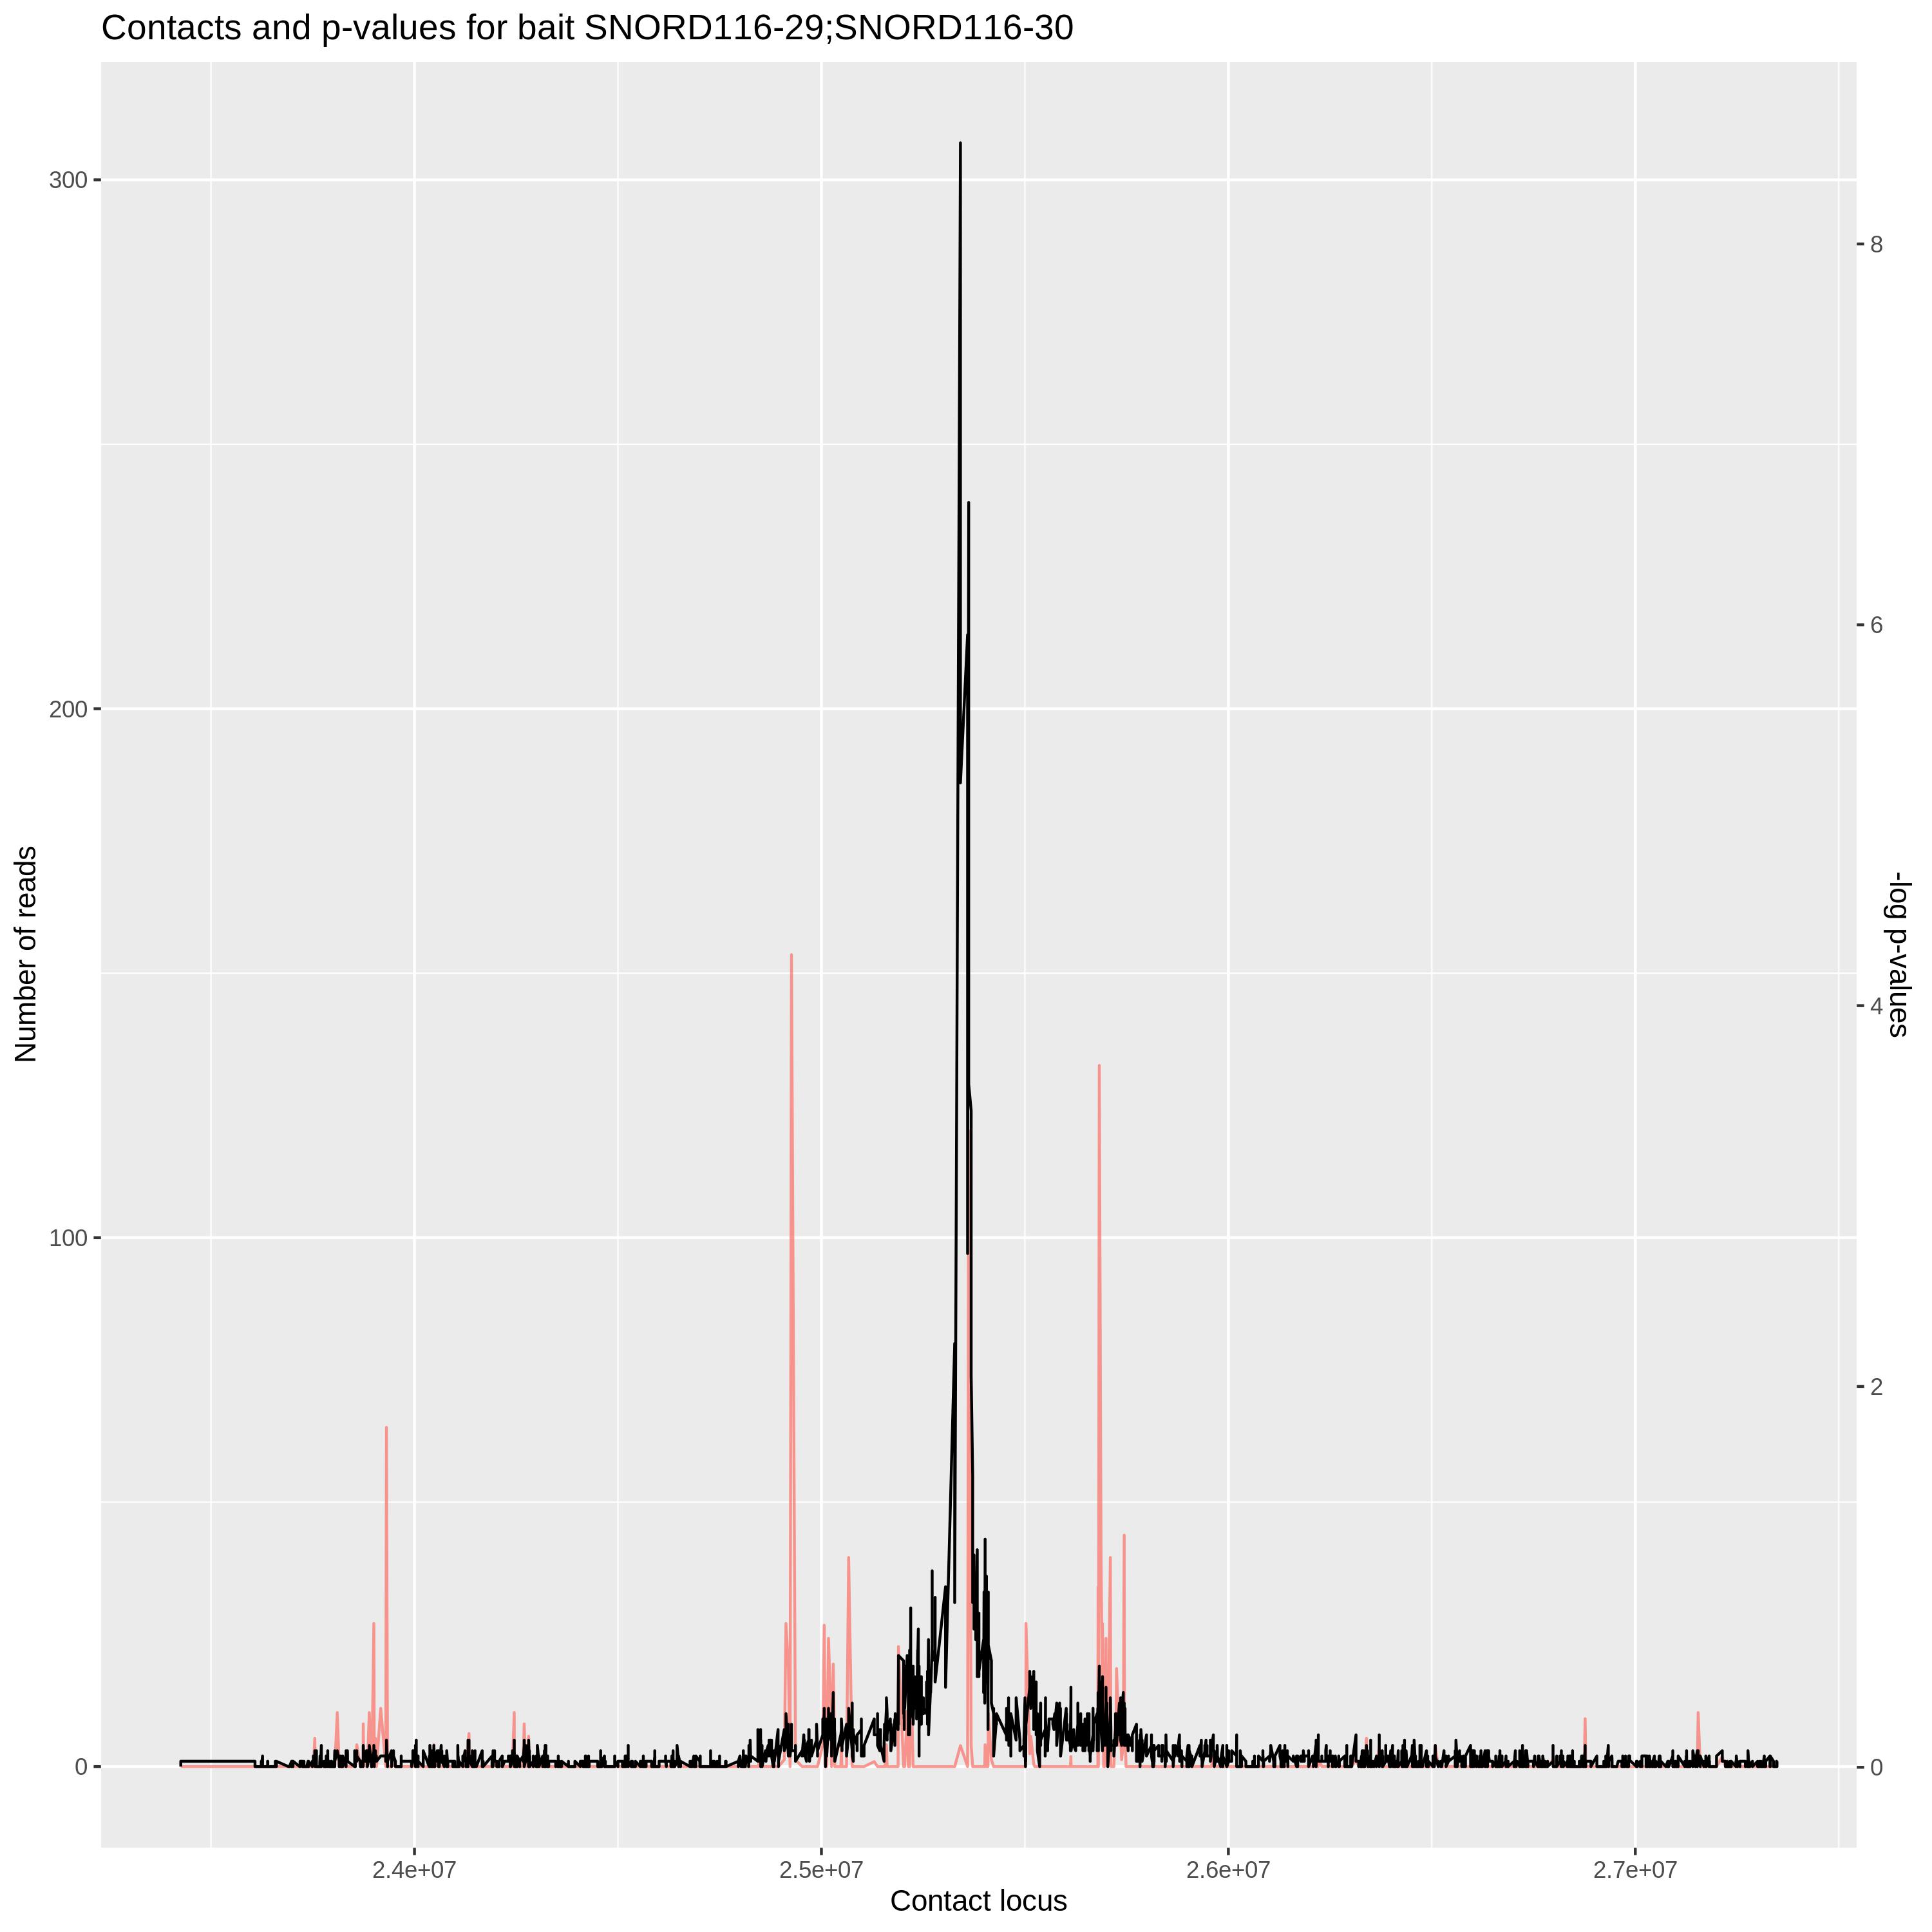 Contacts and p-values for bait SNORD116-29;SNORD116-30
300
200
100
0
8
6
4
2
0
Number of reads
-log p-values
2.4e+07
2.5e+07
2.6e+07
2.7e+07
Contact locus